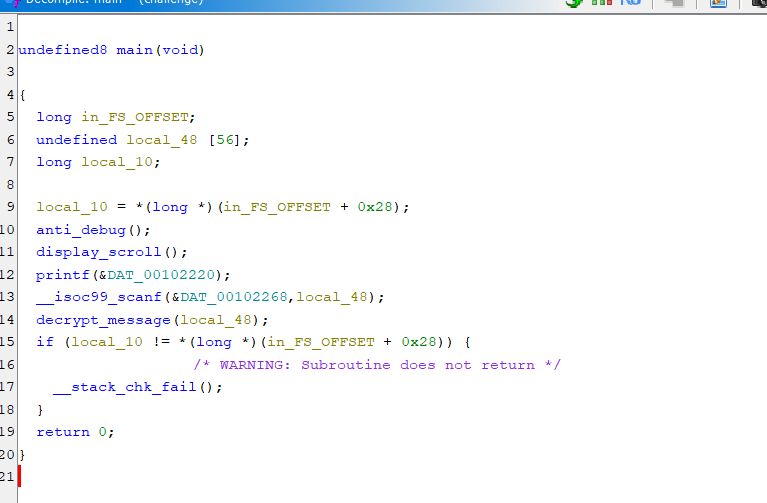 Decompile: main - (challenge)
1
2 undefined8 main(void)
3
4 {
5 long in_FS_OFFSET;
6 undefined local_48 [56];
7 long local_10;
8
9 local_10 = *(long *)(in_FS_OFFSET + 0x28);
10 anti_debug();
11 display_scroll();
12 printf(&DAT_00102220);
13 __isoc99_scanf(&DAT_00102268,local_48);
14 decrypt_message(local_48);
15 if (local_10 != *(long *)(in_FS_OFFSET + 0x28)) {
16 /* WARNING: Subroutine does not return */
17 __stack_chk_fail();
18 }
19 return 0;
20 }
21